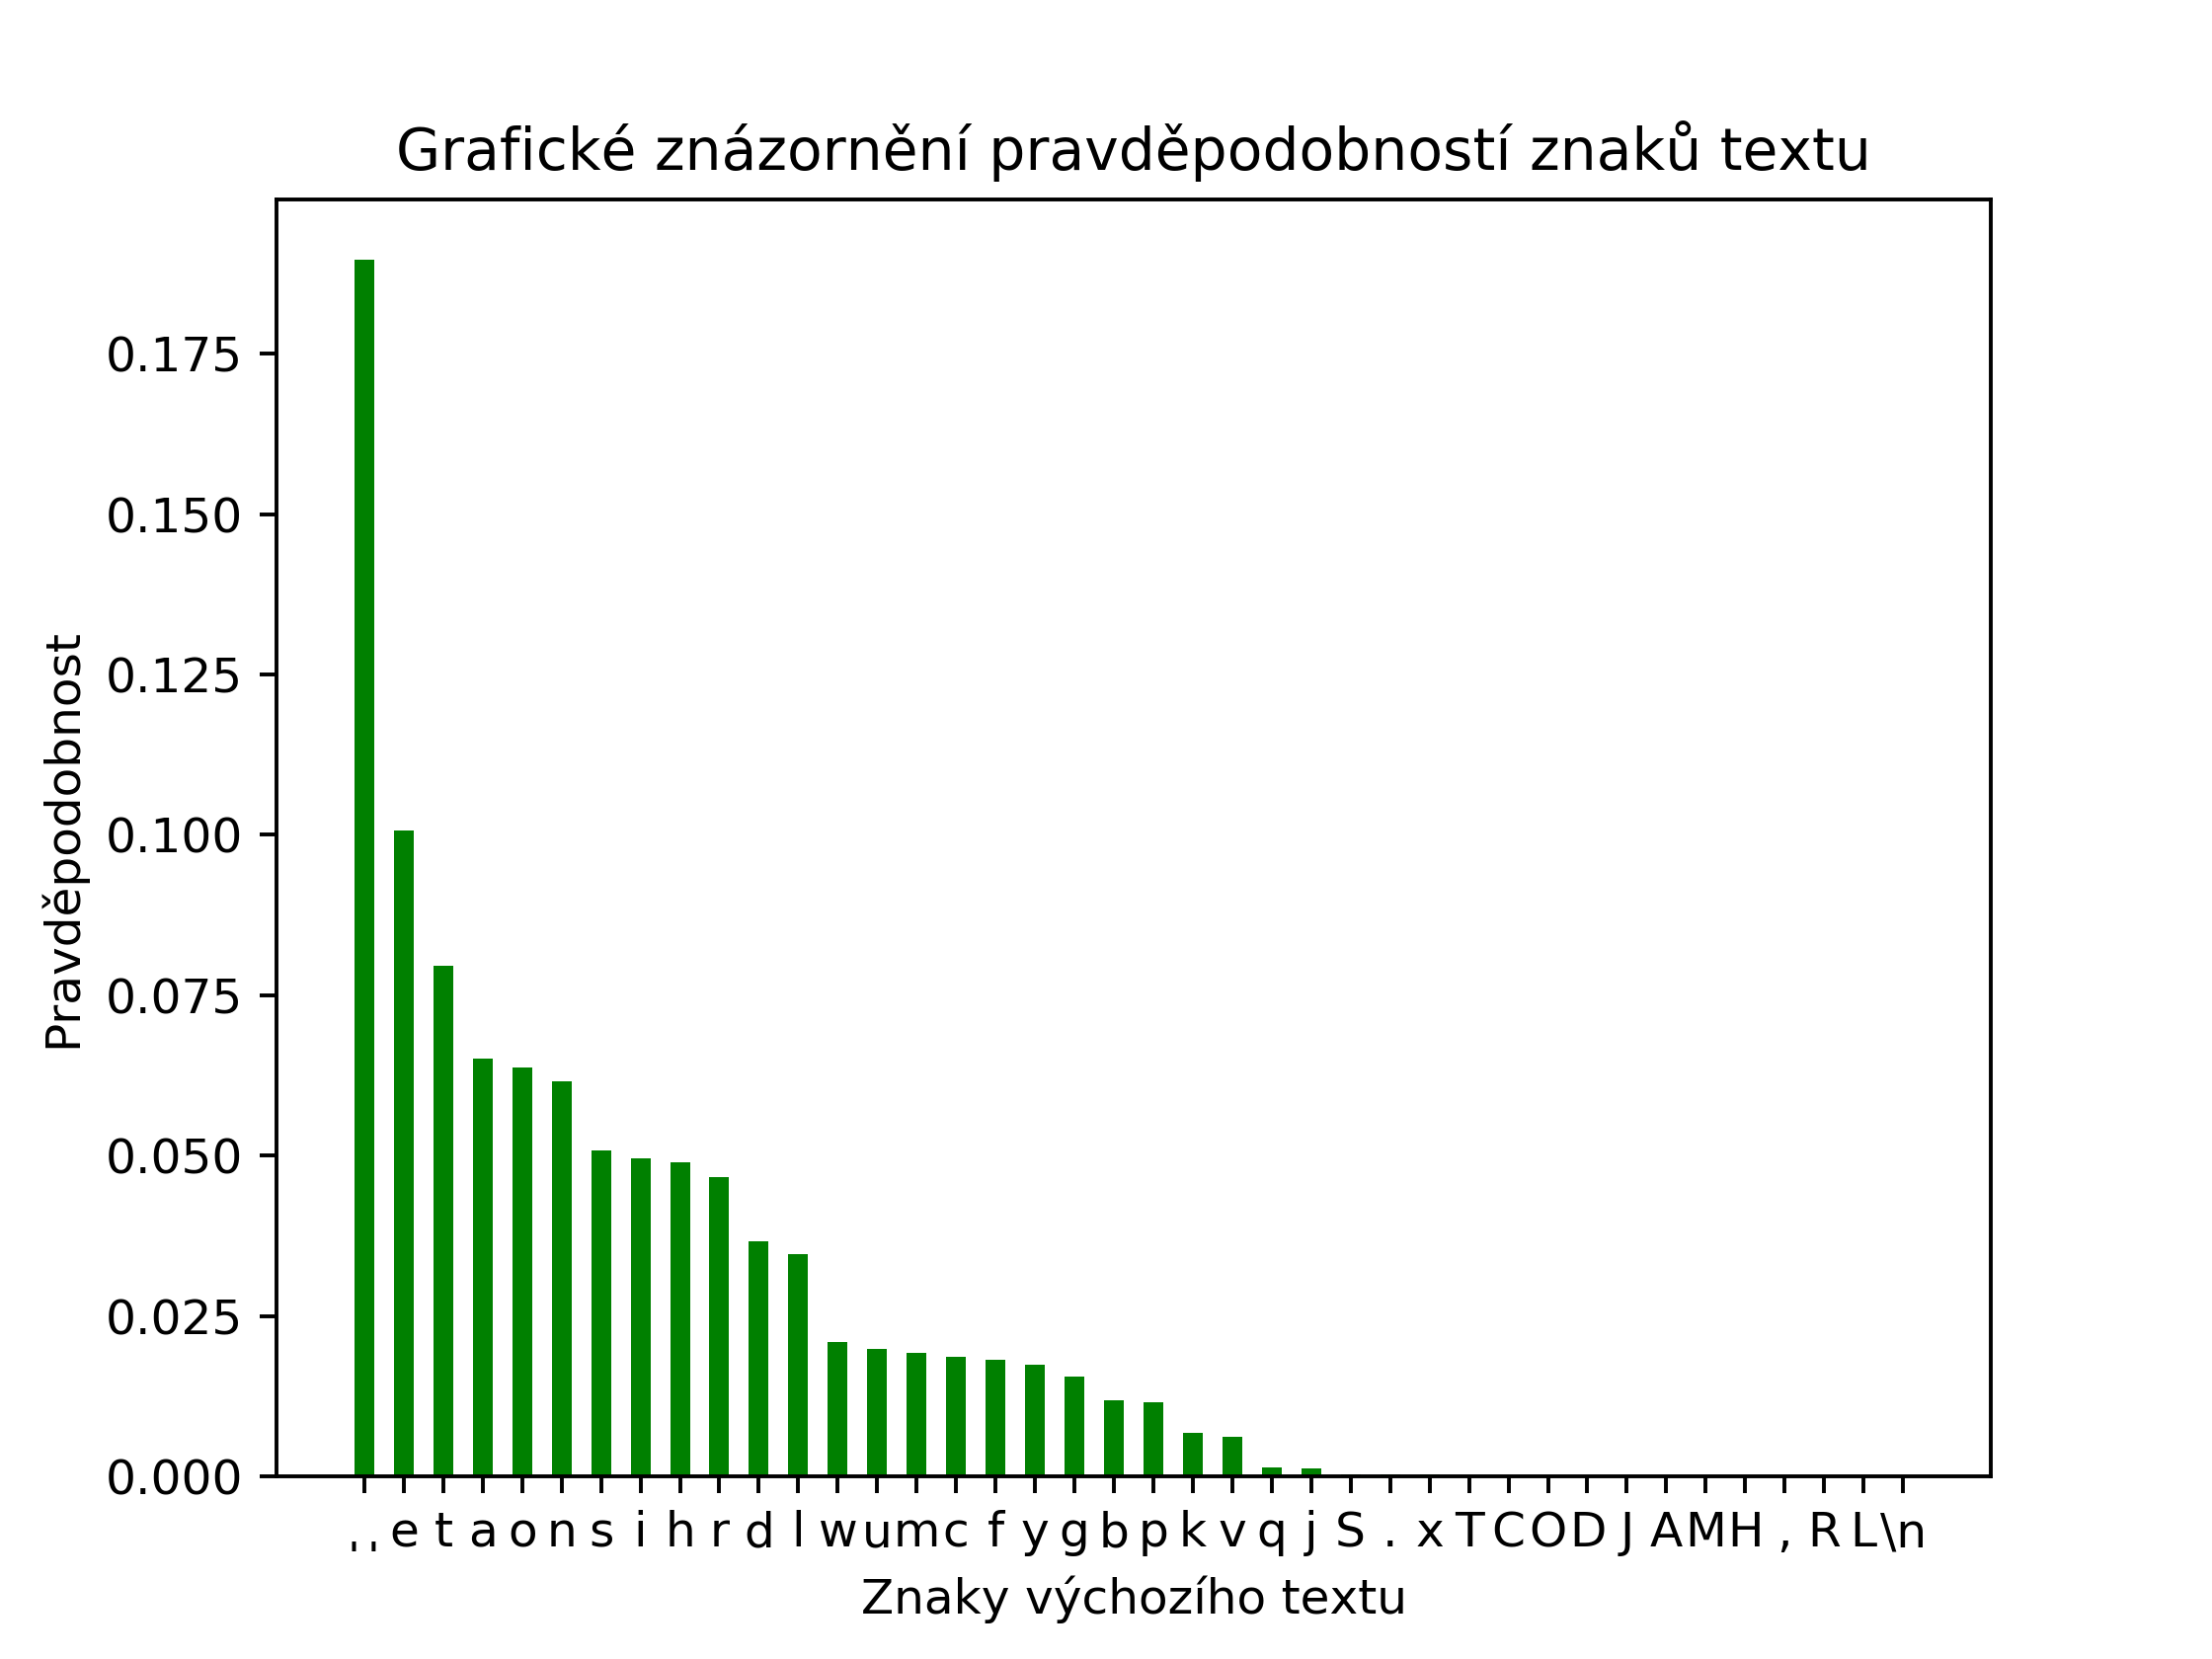 Grafické znázornění pravděpodobností znaků textu
Pravděpodobnost
0.175
0.150
0.125
0.100
0.075
0.050
0.025
0.000
' ' e t a o n s i h r d l w u m c f y g b p k v q j S . x T C O D J A M H , R L \n
Znaky výchozího textu